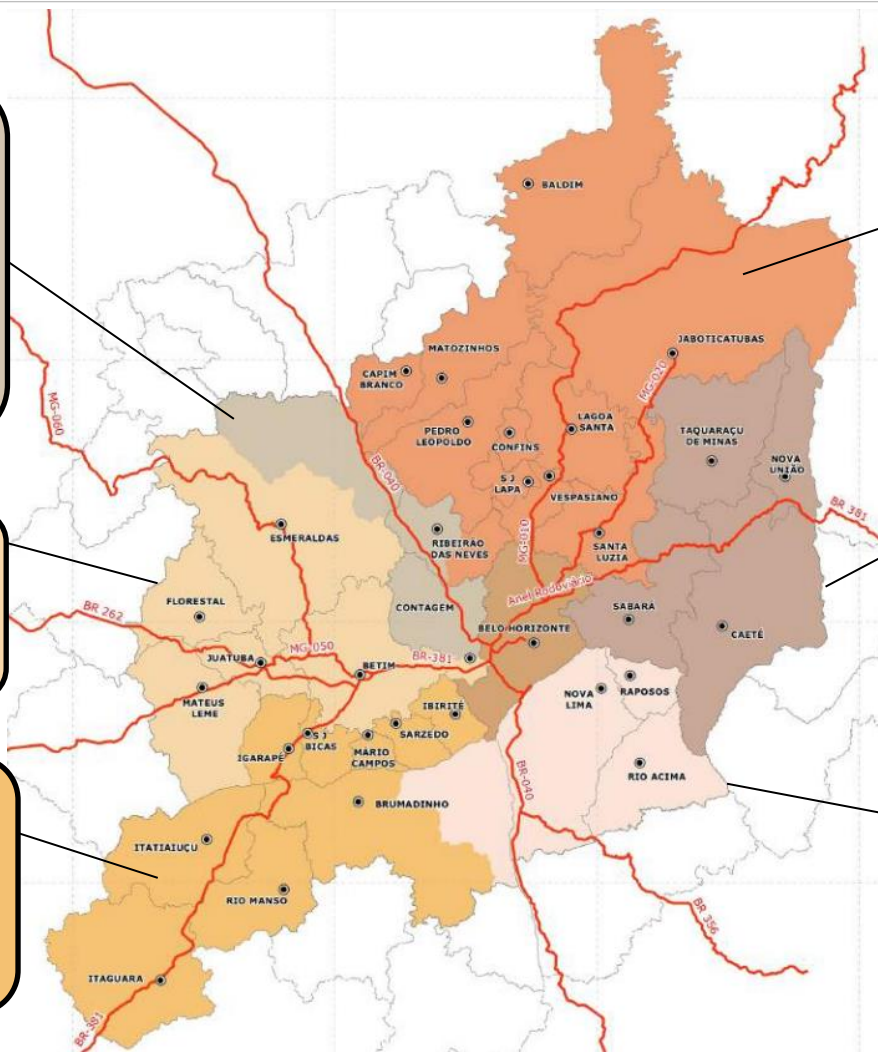 BALDIM
JABOTICATUBAS
MATOZINHOS
CAPIM
BRANCO
MG-020
MG-060
LAGOA
SANTA
PEDRO
LEOPOLDO
CONFINS
TAQUARAÇU
DE MINAS
NOVA
UNIÃO
BR-040
S J
LAPA
VESPASIANO
BR 381
ESMERALDAS
RIBEIRAO
DAS NEVES
MG-010
SANTA
LUZIA
Anel Rodoviário
FLORESTAL
CONTAGEM
SABARÁ
BR 262
BELO HORIZONTE
CAETÉ
MG-050
JUATUBA
BETIM
BR-381
MATEUS
LEME
NOVA
LIMA
RAPOSOS
IBIRITÉ
S J
BICAS
SARZEDO
IGARAPÉ
MÁRIO
CAMPOS
RIO ACIMA
BR-040
BRUMADINHO
ITATIAIUÇU
RIO MANSO
BR 356
ITAGUARA
BR-381